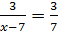 3/(x−7) = 3/7